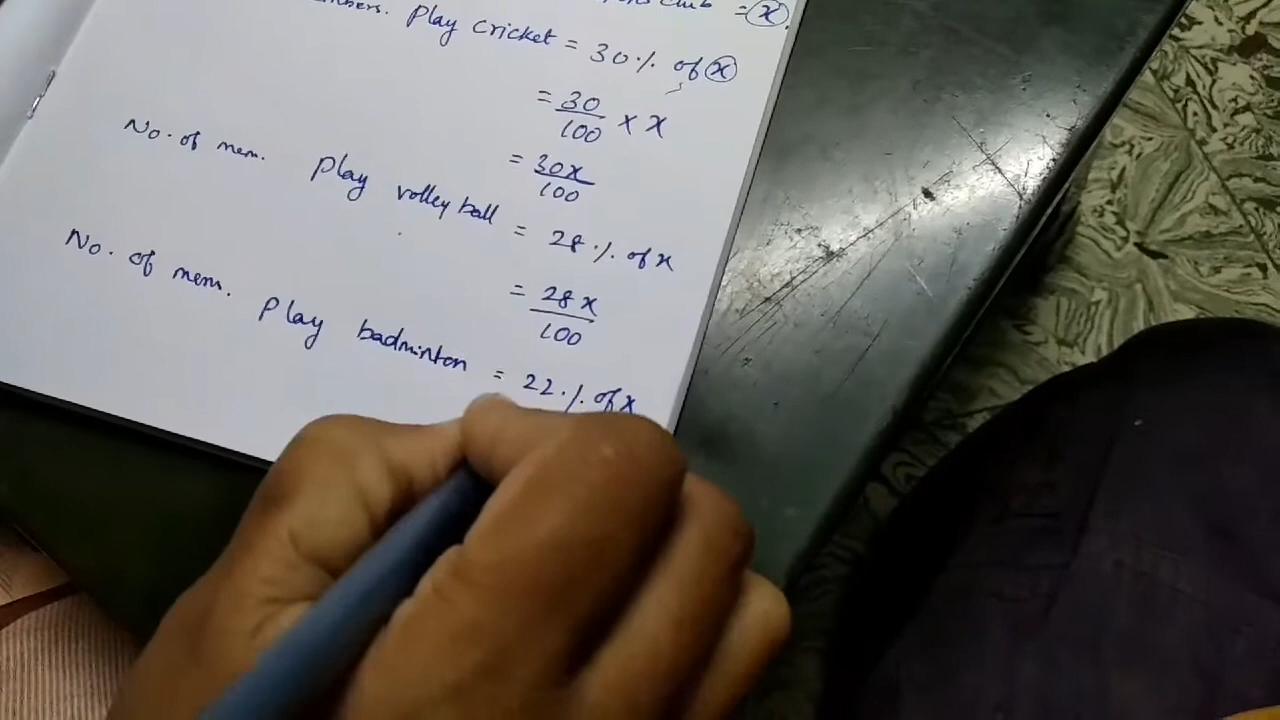 club = x.
Play cricket = 30 % of x
= 30/100 × x
= 30x/100
No. of mem. Play volley ball = 28 % of x
= 28x/100
No. of mem. Play badminton = 22 % of x